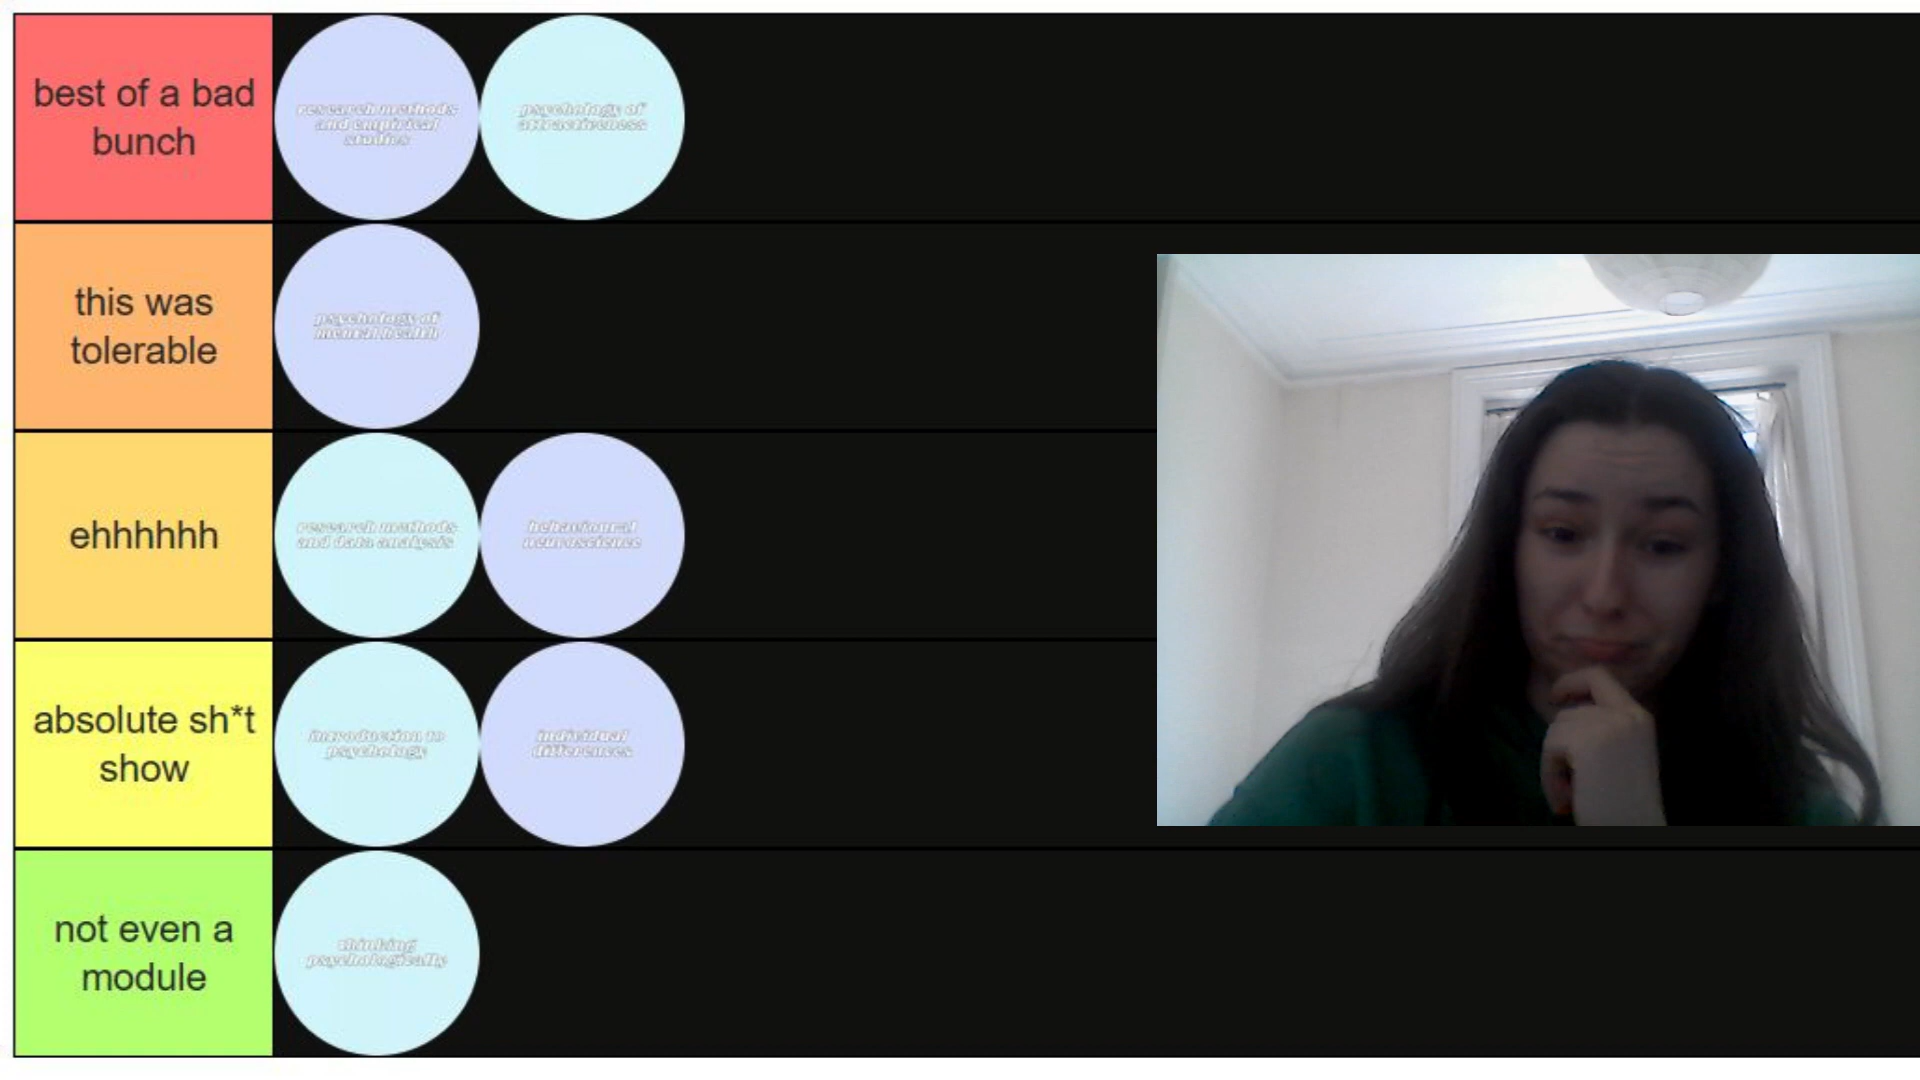 best of a bad
bunch
research methods
and empirical
studies
psychology of
attractiveness
this was
tolerable
psychology of
mental health
ehhhhhh
research methods
and data analysis
behavioural
neuroscience
absolute sh*t
show
introduction to
psychology
individual
differences
not even a
module
thinking
psychologically